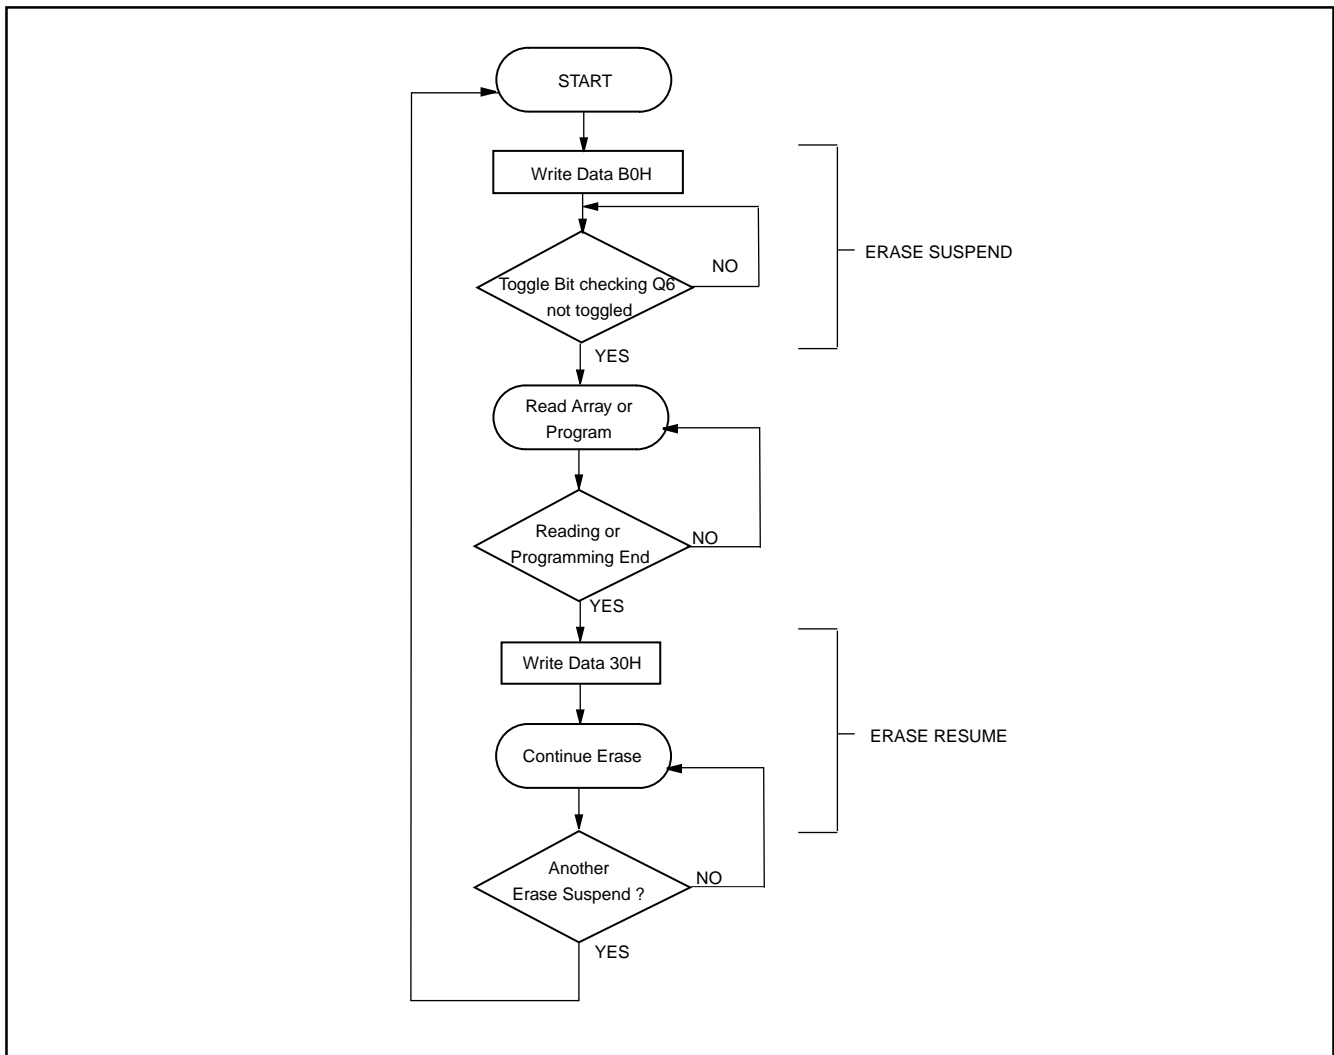 START
Write Data B0H
ERASE SUSPEND
NO
Toggle Bit checking Q6
not toggled
YES
Read Array or
Program
Reading or
Programming End
NO
YES
Write Data 30H
ERASE RESUME
Continue Erase
Another
Erase Suspend ?
NO
YES